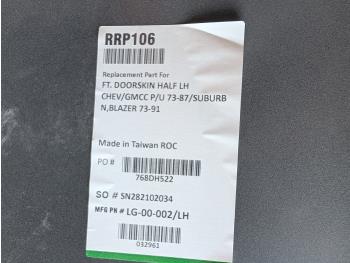 RRP106
Replacement Part For
FT. DOORSKIN HALF LH
CHEV/GMCC P/U 73-87/SUBURB
N,BLAZER 73-91
Made in Taiwan ROC
PO #
768DH522
SO # SN282102034
MFG PN # LG-00-002/LH
032961